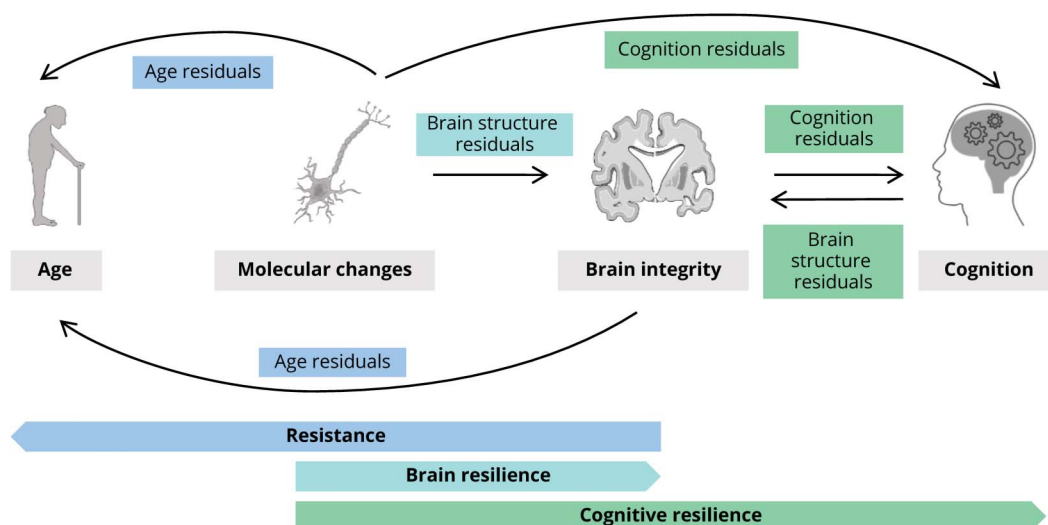 Age residuals
Cognition residuals
Brain structure
residuals
Cognition
residuals
Brain
structure
residuals
Age
Molecular changes
Brain integrity
Cognition
Age residuals
Resistance
Brain resilience
Cognitive resilience